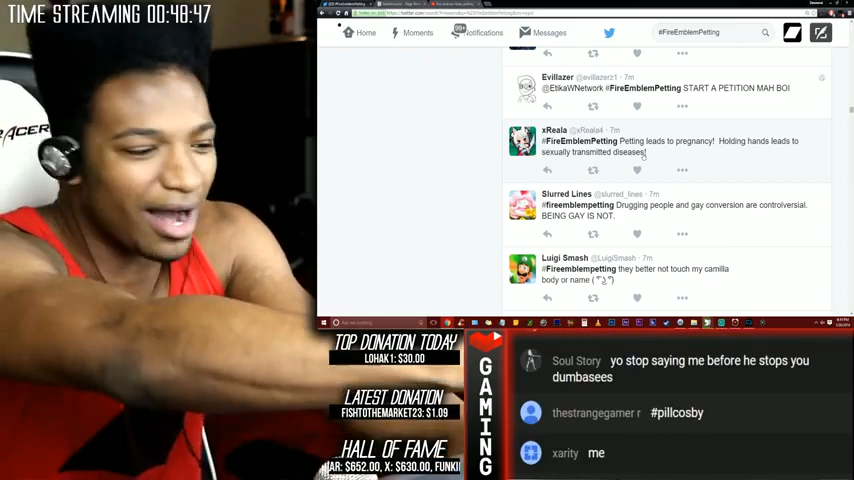 TIME STREAMING 00:48:47
Home
Moments
Notifications
Messages
#FireEmblemPetting
Evillazer @evillazerz1 · 7m
@EtikaWNetwork #FireEmblemPetting START A PETITION MAH BOI
xReala @xReala4 · 7m
#FireEmblemPetting Petting leads to pregnancy! Holding hands leads to
sexually transmitted diseases!
Slurred Lines @slurred_lines · 7m
#fireemblempetting Drugging people and gay conversion are controlversial.
BEING GAY IS NOT.
Luigi Smash @LuigiSmash · 7m
#Fireemblempetting they better not touch my camilla
body or name
ACER
TOP DONATION TODAY
LOHAK1: $30.00
LATEST DONATION
FISHTOTHEMARKET23: $1.09
HALL OF FAME
AR: $652.00, X: $630.00, FUNKI
GAMING
Soul Story yo stop saying me before he stops you
dumbasees
thestrangegamer r #pillcosby
xarity me